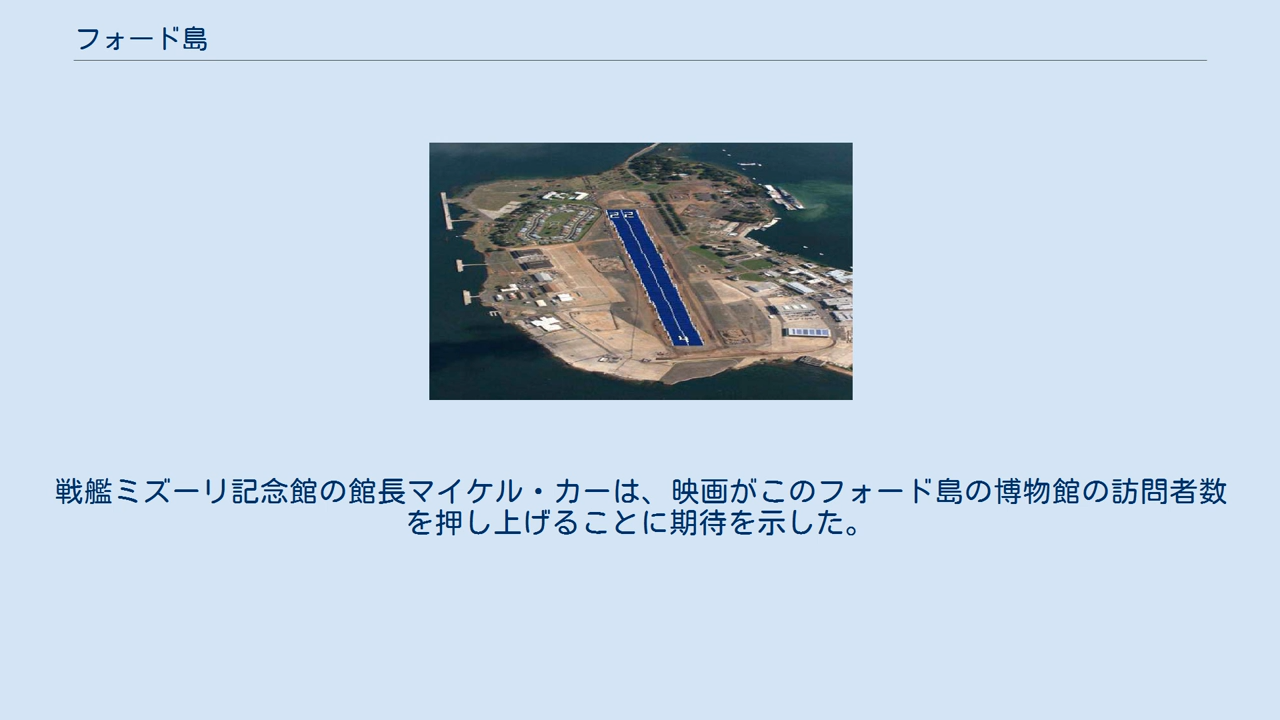 フォード島
22
4
戦艦ミズーリ記念館の館長マイケル・カーは、映画がこのフォード島の博物館の訪問者数
を押し上げることに期待を示した。